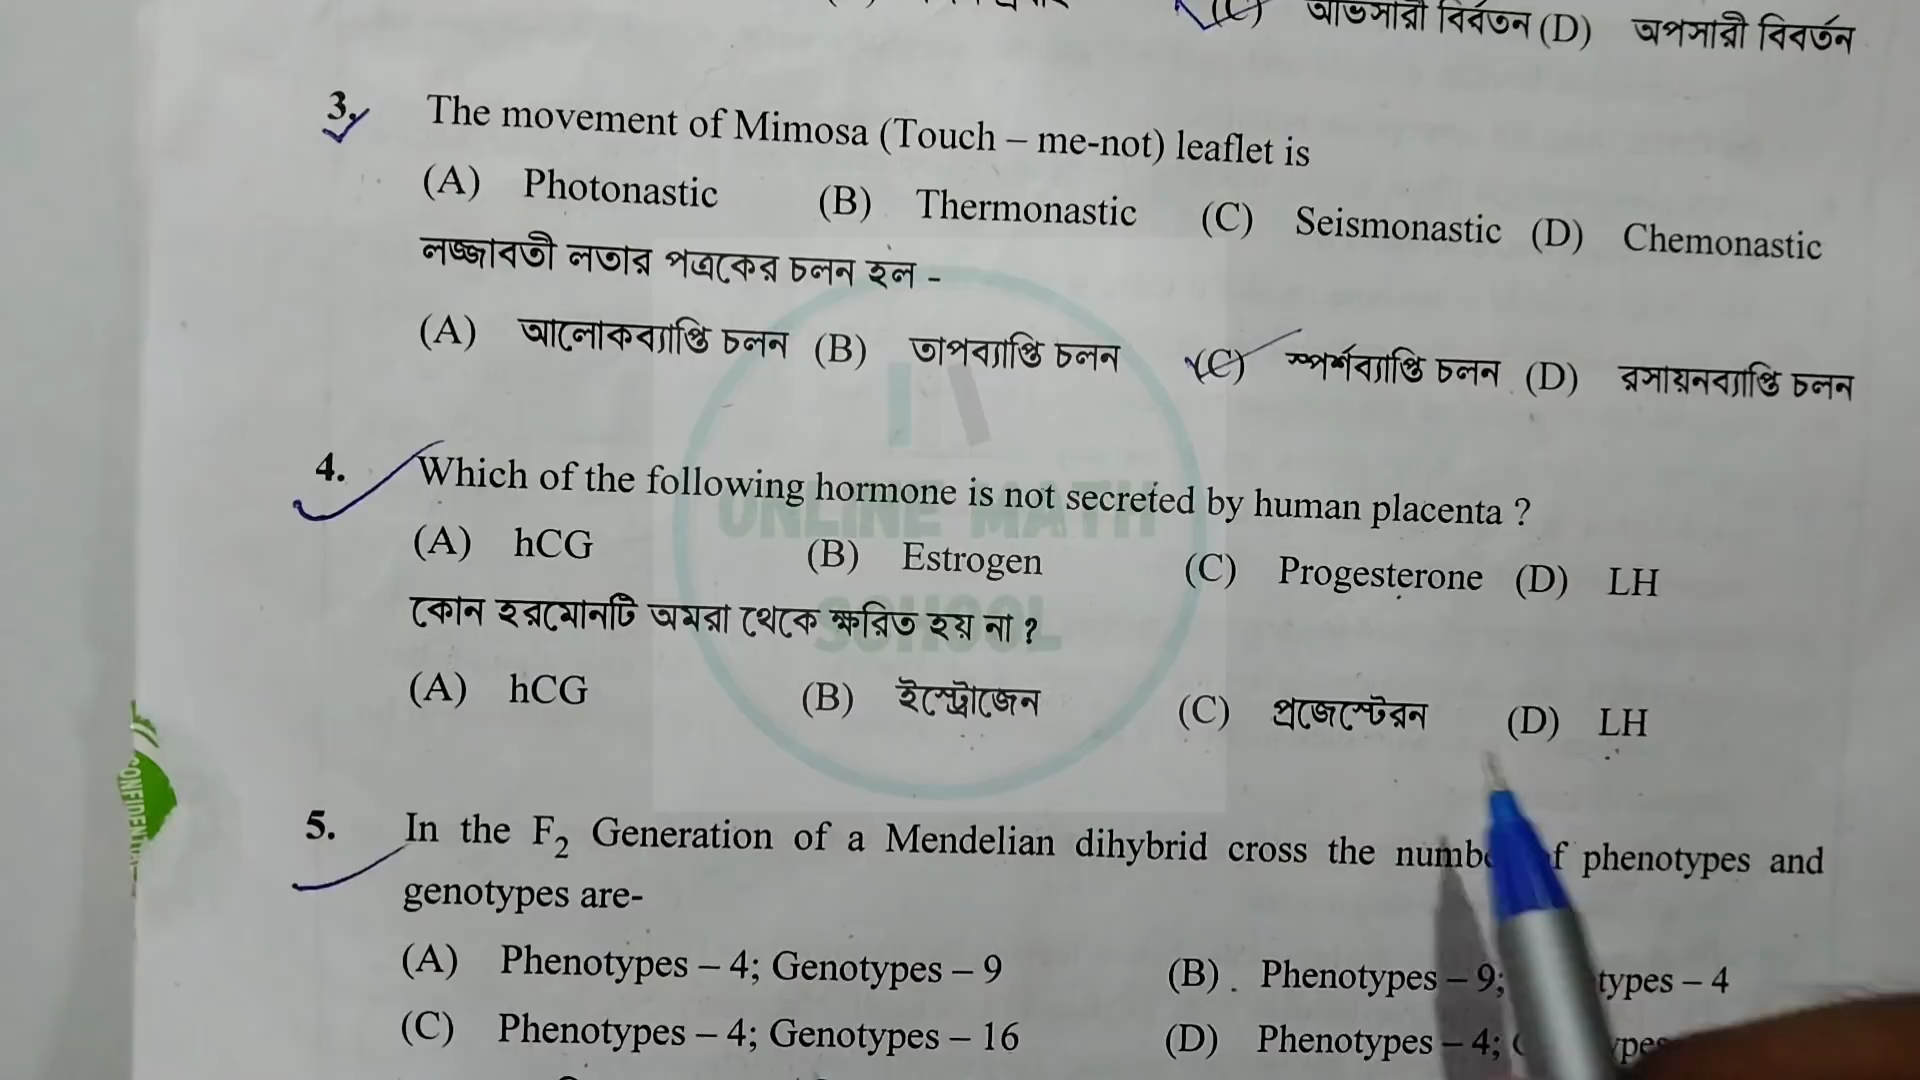 (C) অভিসারী বিবর্তন (D) অপসারী বিবর্তন
3. The movement of Mimosa (Touch – me-not) leaflet is
(A) Photonastic (B) Thermonastic (C) Seismonastic (D) Chemonastic
লজ্জাবতী লতার পত্রকের চলন হল -
(A) আলোকব্যাপ্তি চলন (B) তাপব্যাপ্তি চলন (C) স্পর্শব্যাপ্তি চলন (D) রসায়নব্যাপ্তি চলন
4. Which of the following hormone is not secreted by human placenta ?
(A) hCG (B) Estrogen (C) Progesterone (D) LH
কোন হরমোনটি অমরা থেকে ক্ষরিত হয় না ?
(A) hCG (B) ইস্ট্রোজেন (C) প্রজেস্টেরন (D) LH
ONLINE MATH
SCHOOL
5. In the F₂ Generation of a Mendelian dihybrid cross the phenotypes and
genotypes are-
(A) Phenotypes – 4; Genotypes – 9 (B) Phenotypes – 9; types – 4
(C) Phenotypes – 4; Genotypes – 16 (D) Phenotypes – 4;